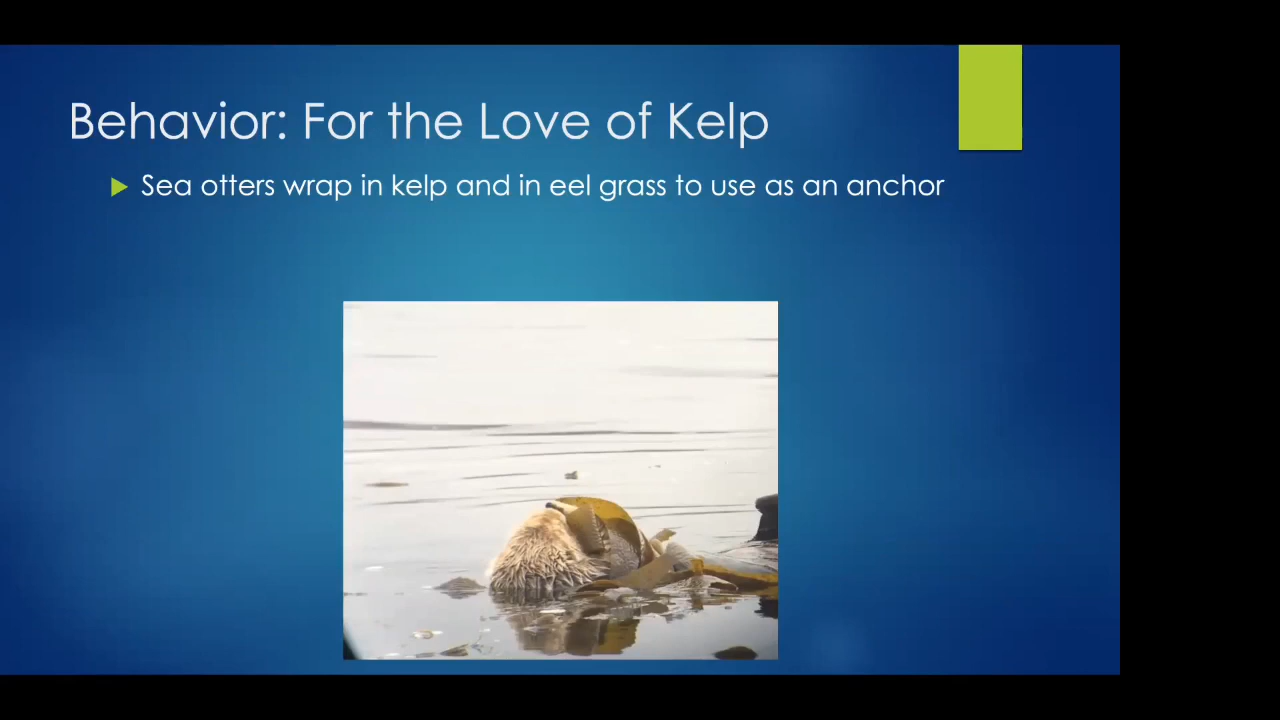 Behavior: For the Love of Kelp
Sea otters wrap in kelp and in eel grass to use as an anchor